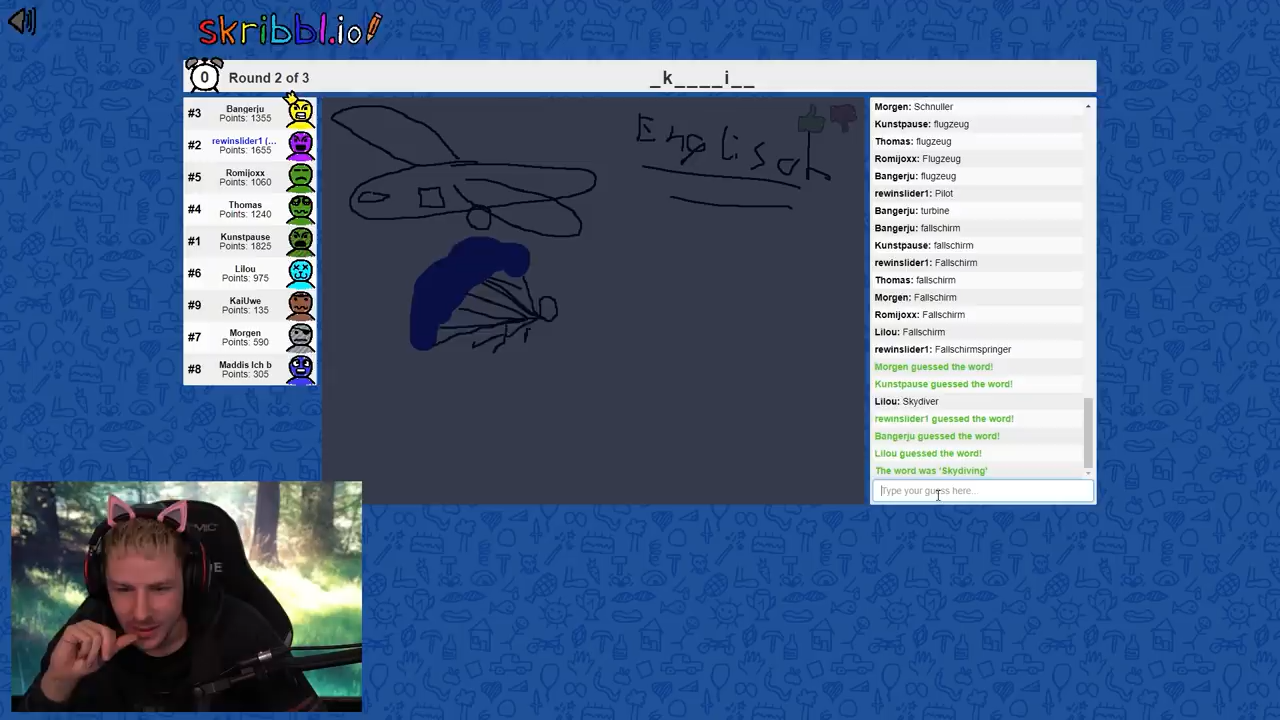 skribbl.io
0
Round 2 of 3
_k____i__
#3
Bangerju
Points: 1355
#2
rewinslider1 (...
Points: 1655
#5
Romijoxx
Points: 1060
#4
Thomas
Points: 1240
#1
Kunstpause
Points: 1825
#6
Lilou
Points: 975
#9
KaiUwe
Points: 135
#7
Morgen
Points: 590
#8
Maddis Ich b
Points: 305
Englisch
Morgen: Schnuller
Kunstpause: flugzeug
Thomas: flugzeug
Romijoxx: Flugzeug
Bangerju: flugzeug
rewinslider1: Pilot
Bangerju: turbine
Bangerju: fallschirm
Kunstpause: fallschirm
rewinslider1: Fallschirm
Thomas: fallschirm
Morgen: Fallschirm
Romijoxx: Fallschirm
Lilou: Fallschirm
rewinslider1: Fallschirmspringer
Morgen guessed the word!
Kunstpause guessed the word!
Lilou: Skydiver
rewinslider1 guessed the word!
Bangerju guessed the word!
Lilou guessed the word!
The word was 'Skydiving'
Type your guess here...